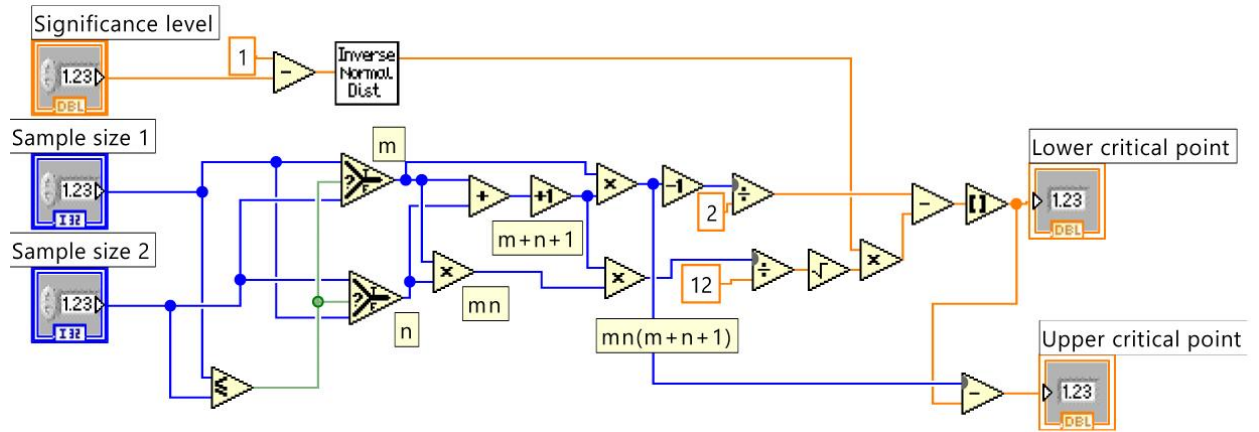 Significance level
1.23
DBL
1
-
Inverse
Normal
Dist
Sample size 1
1.23
I32
Sample size 2
1.23
I32
m
?
T
F
?
T
F
n
≤
+
+1
m+n+1
x
mn
x
x
-1
2
÷
12
÷
√
x
mn(m+n+1)
-
[]
Lower critical point
1.23
DBL
-
Upper critical point
1.23
DBL